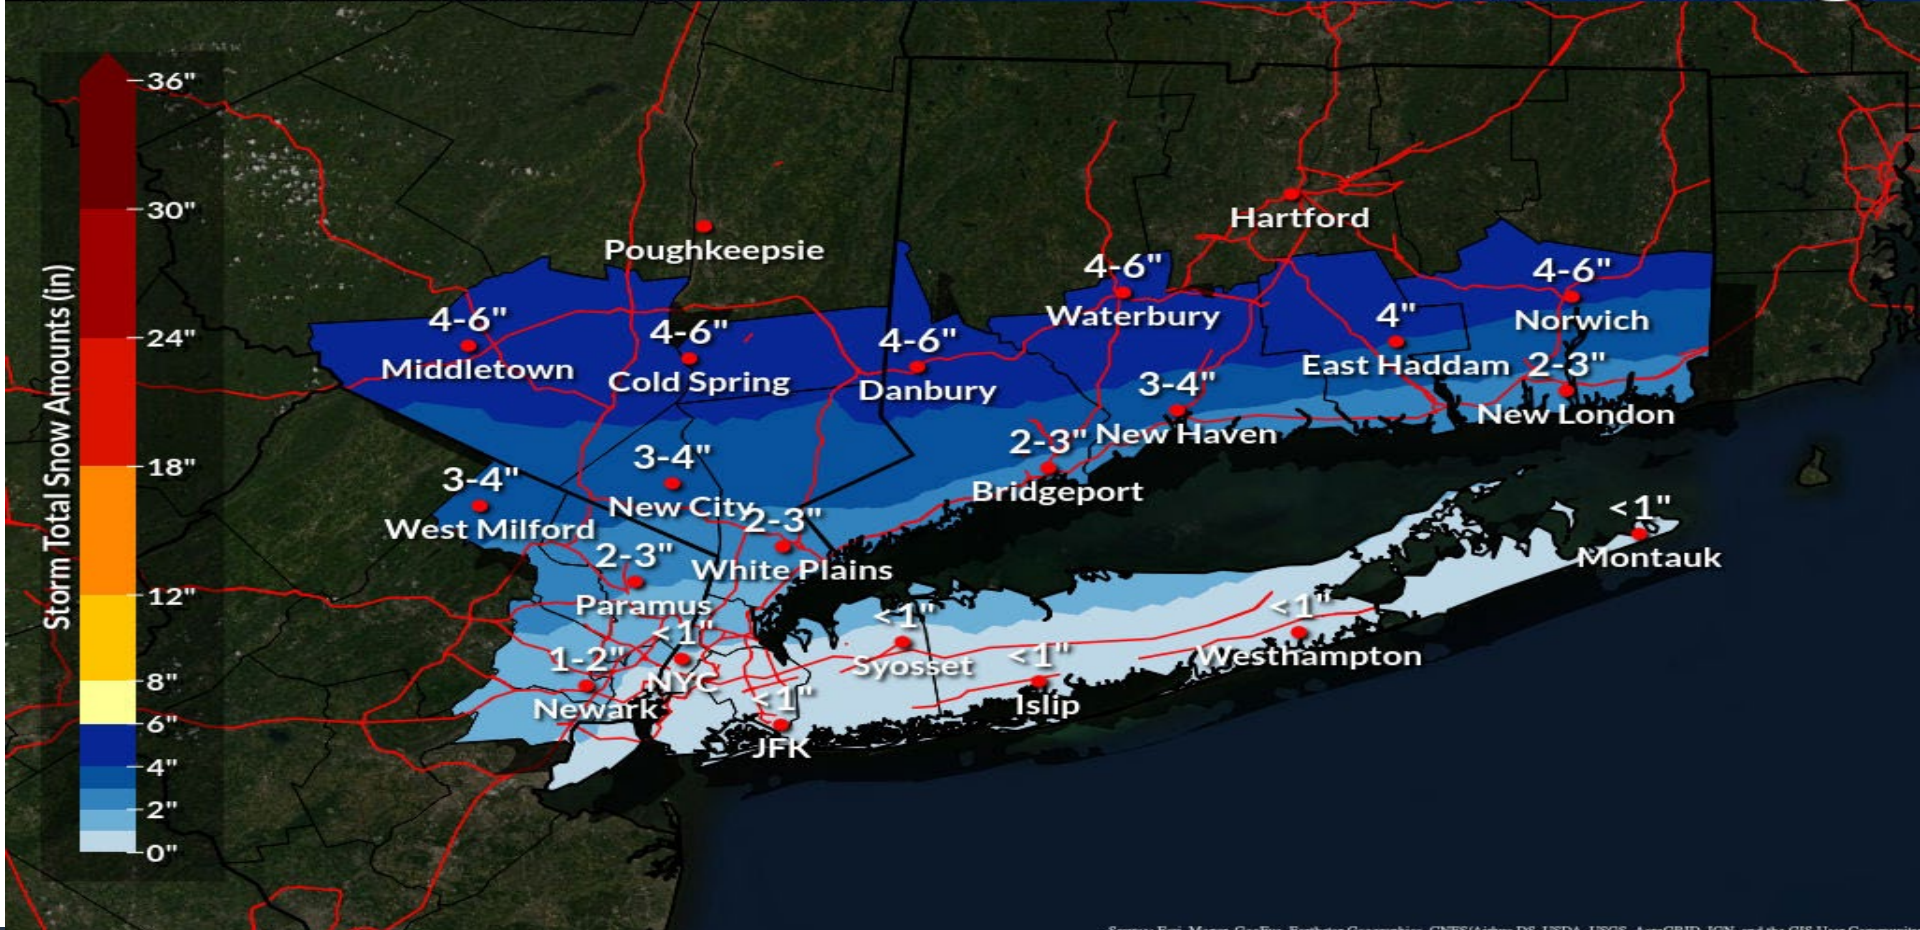 Storm Total Snow Amounts (in)
36"
30"
24"
18"
12"
8"
6"
4"
2"
0"
Poughkeepsie
Hartford
4-6"
Middletown
4-6"
Cold Spring
4-6"
Danbury
4-6"
Waterbury
4"
East Haddam
4-6"
Norwich
2-3"
New London
3-4"
New Haven
2-3"
Bridgeport
3-4"
West Milford
3-4"
New City
2-3"
White Plains
2-3"
Paramus
<1"
NYC
1-2"
Newark
<1"
JFK
<1"
Syosset
<1"
Islip
<1"
Westhampton
<1"
Montauk